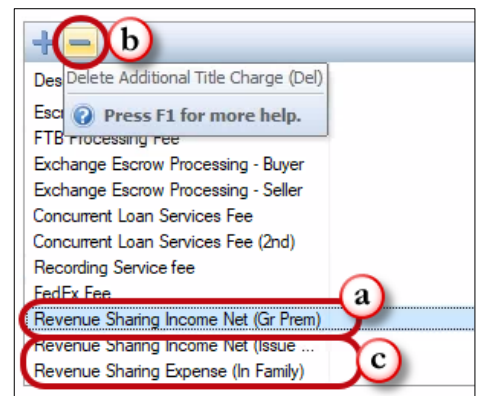 b
Delete Additional Title Charge (Del)
Des
Press F1 for more help.
Escr
FTB Processing Fee
Exchange Escrow Processing - Buyer
Exchange Escrow Processing - Seller
Concurrent Loan Services Fee
Concurrent Loan Services Fee (2nd)
Recording Service fee
FedEx Fee
a
Revenue Sharing Income Net (Gr Prem)
Revenue Sharing Income Net (Issue ...
c
Revenue Sharing Expense (In Family)